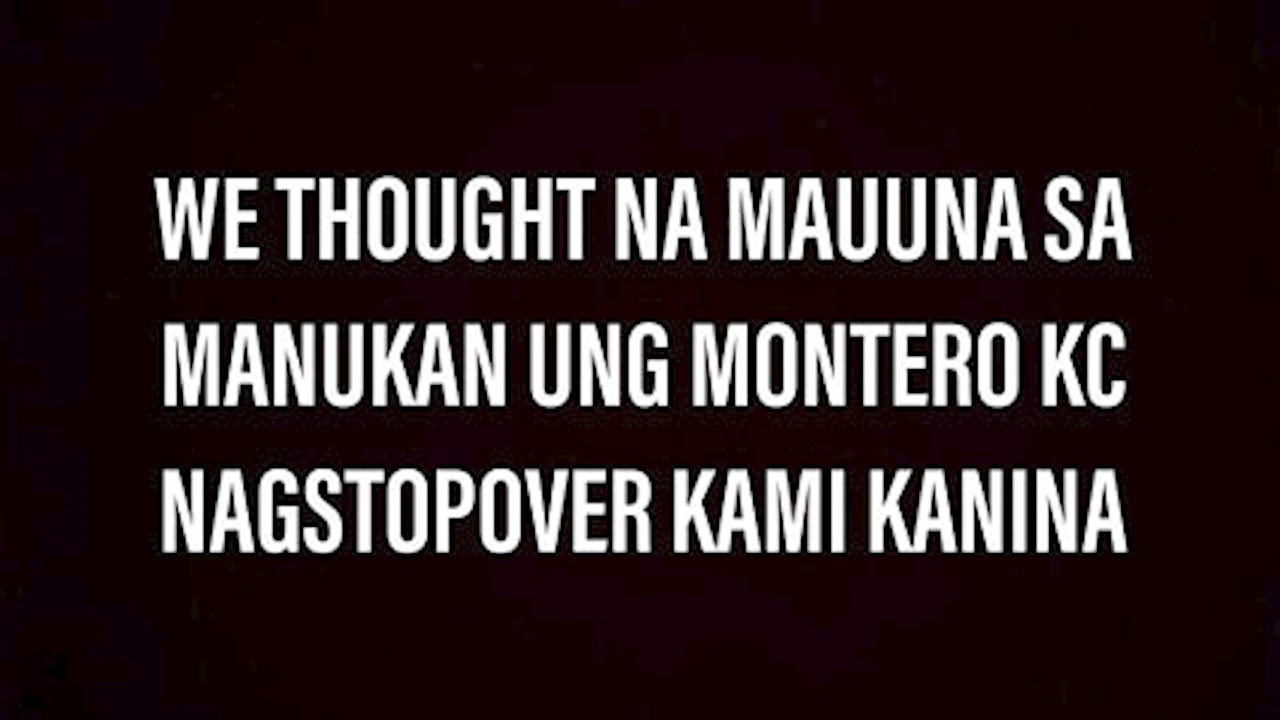 WE THOUGHT NA MAUUNA SA
MANUKAN UNG MONTERO KC
NAGSTOPOVER KAMI KANINA